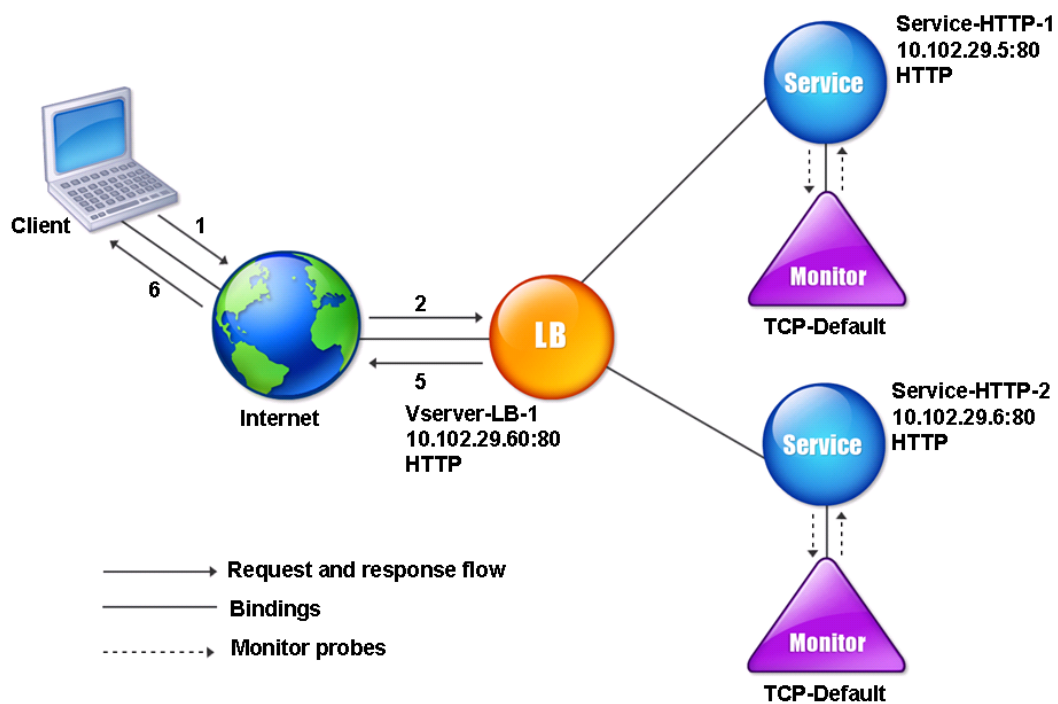 Service-HTTP-1
10.102.29.5:80
HTTP
Service
Monitor
TCP-Default
Client
1
6
Internet
2
5
LB
Vserver-LB-1
10.102.29.60:80
HTTP
Service-HTTP-2
10.102.29.6:80
HTTP
Service
Monitor
TCP-Default
Request and response flow
Bindings
Monitor probes